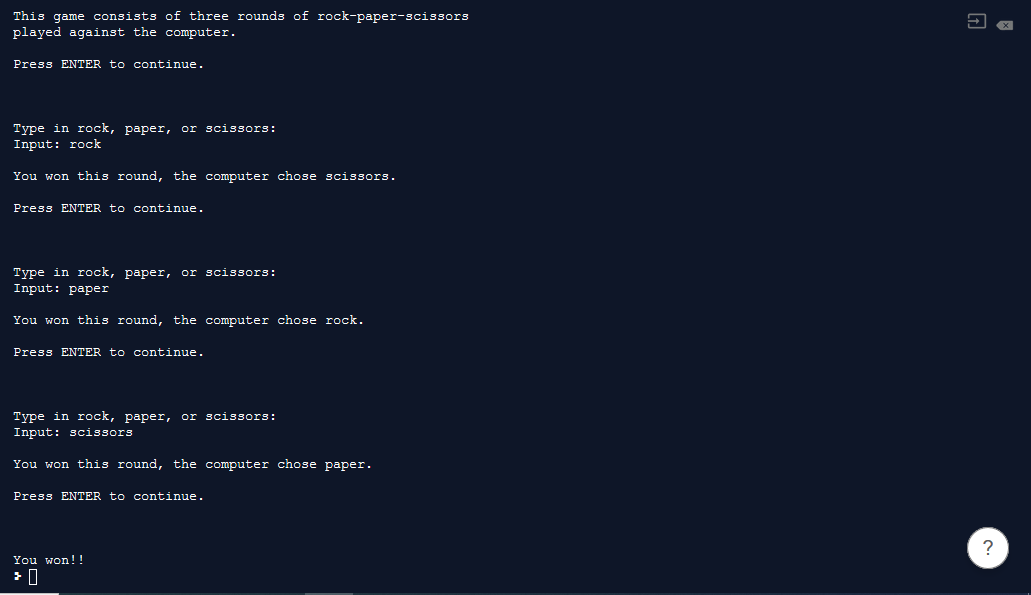 This game consists of three rounds of rock-paper-scissors
played against the computer.
Press ENTER to continue.
Type in rock, paper, or scissors:
Input: rock
You won this round, the computer chose scissors.
Press ENTER to continue.
Type in rock, paper, or scissors:
Input: paper
You won this round, the computer chose rock.
Press ENTER to continue.
Type in rock, paper, or scissors:
Input: scissors
You won this round, the computer chose paper.
Press ENTER to continue.
You won!!
?